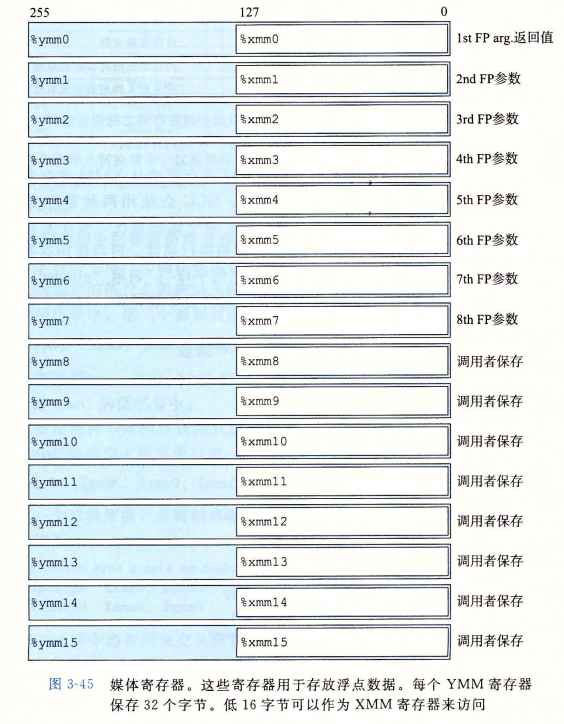 255 127 0
%ymm0 %xmm0 1st FP arg.返回值
%ymm1 %xmm1 2nd FP参数
%ymm2 %xmm2 3rd FP参数
%ymm3 %xmm3 4th FP参数
%ymm4 %xmm4 5th FP参数
%ymm5 %xmm5 6th FP参数
%ymm6 %xmm6 7th FP参数
%ymm7 %xmm7 8th FP参数
%ymm8 %xmm8 调用者保存
%ymm9 %xmm9 调用者保存
%ymm10 %xmm10 调用者保存
%ymm11 %xmm11 调用者保存
%ymm12 %xmm12 调用者保存
%ymm13 %xmm13 调用者保存
%ymm14 %xmm14 调用者保存
%ymm15 %xmm15 调用者保存
图 3-45 媒体寄存器。这些寄存器用于存放浮点数据。每个 YMM 寄存器
保存 32 个字节。低 16 字节可以作为 XMM 寄存器来访问